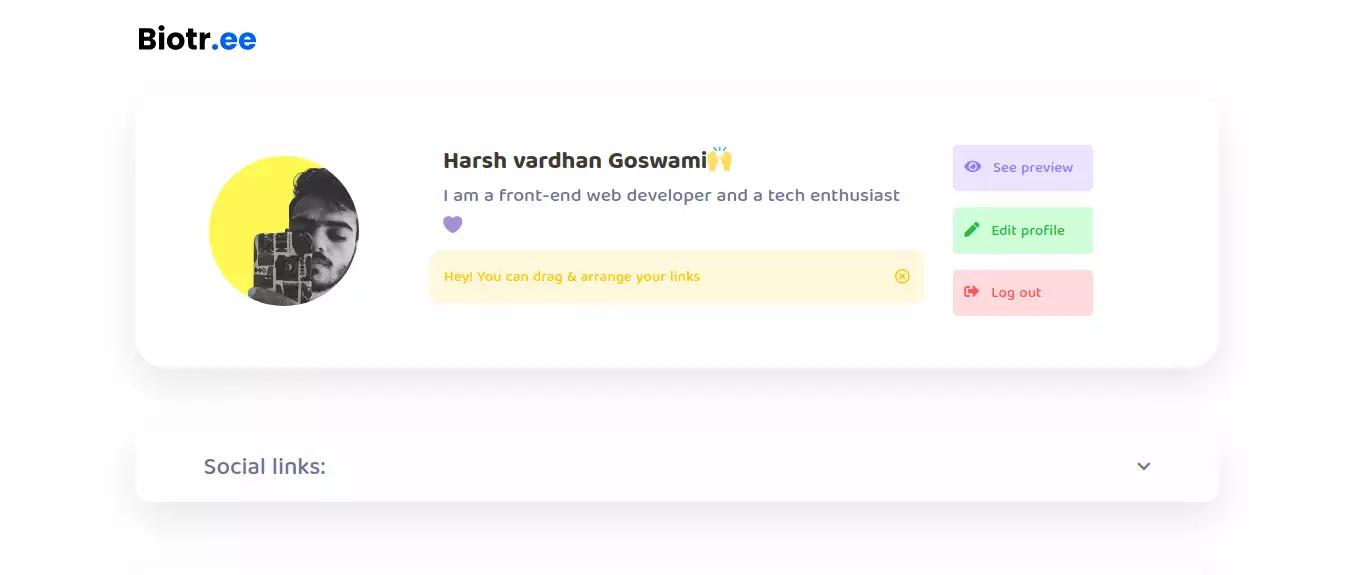 Biotr.ee
Harsh vardhan Goswami🙌
I am a front-end web developer and a tech enthusiast
💜
Hey! You can drag & arrange your links
See preview
Edit profile
Log out
Social links: